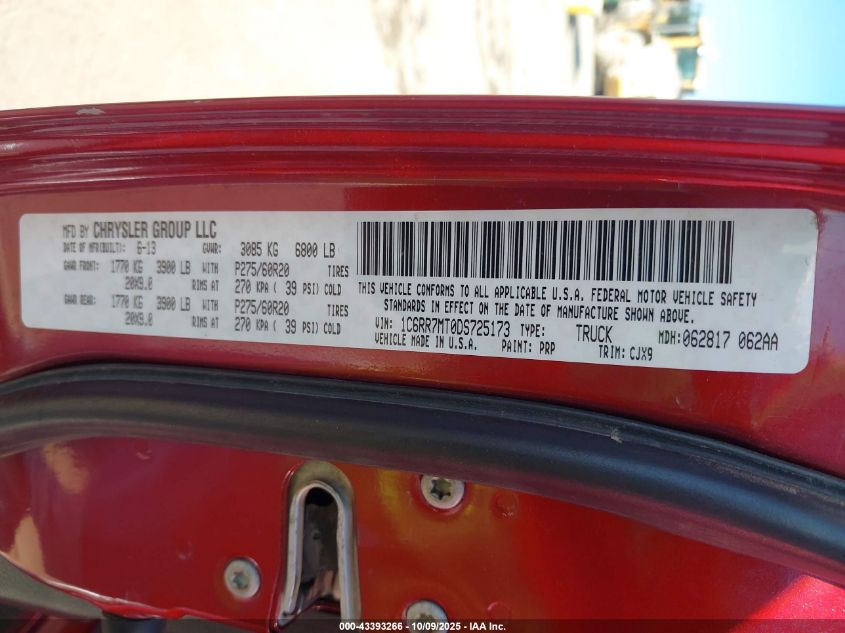 MFD BY CHRYSLER GROUP LLC
DATE OF MFR(BUILT): 6-13 GVWR: 3085 KG 6800 LB
GAWR FRONT: 1770 KG 3900 LB WITH P275/60R20 TIRES
20X9.0 RIMS AT 270 KPA ( 39 PSI) COLD
GAWR REAR: 1770 KG 3900 LB WITH P275/60R20 TIRES
20X9.0 RIMS AT 270 KPA ( 39 PSI) COLD
THIS VEHICLE CONFORMS TO ALL APPLICABLE U.S.A. FEDERAL MOTOR VEHICLE SAFETY
STANDARDS IN EFFECT ON THE DATE OF MANUFACTURE SHOWN ABOVE.
VIN: 1C6RR7MT0DS725173 TYPE: TRUCK MDH:062817 062AA
VEHICLE MADE IN U.S.A. PAINT: PRP TRIM: CJX9
000-43393266 - 10/09/2025 - IAA Inc.